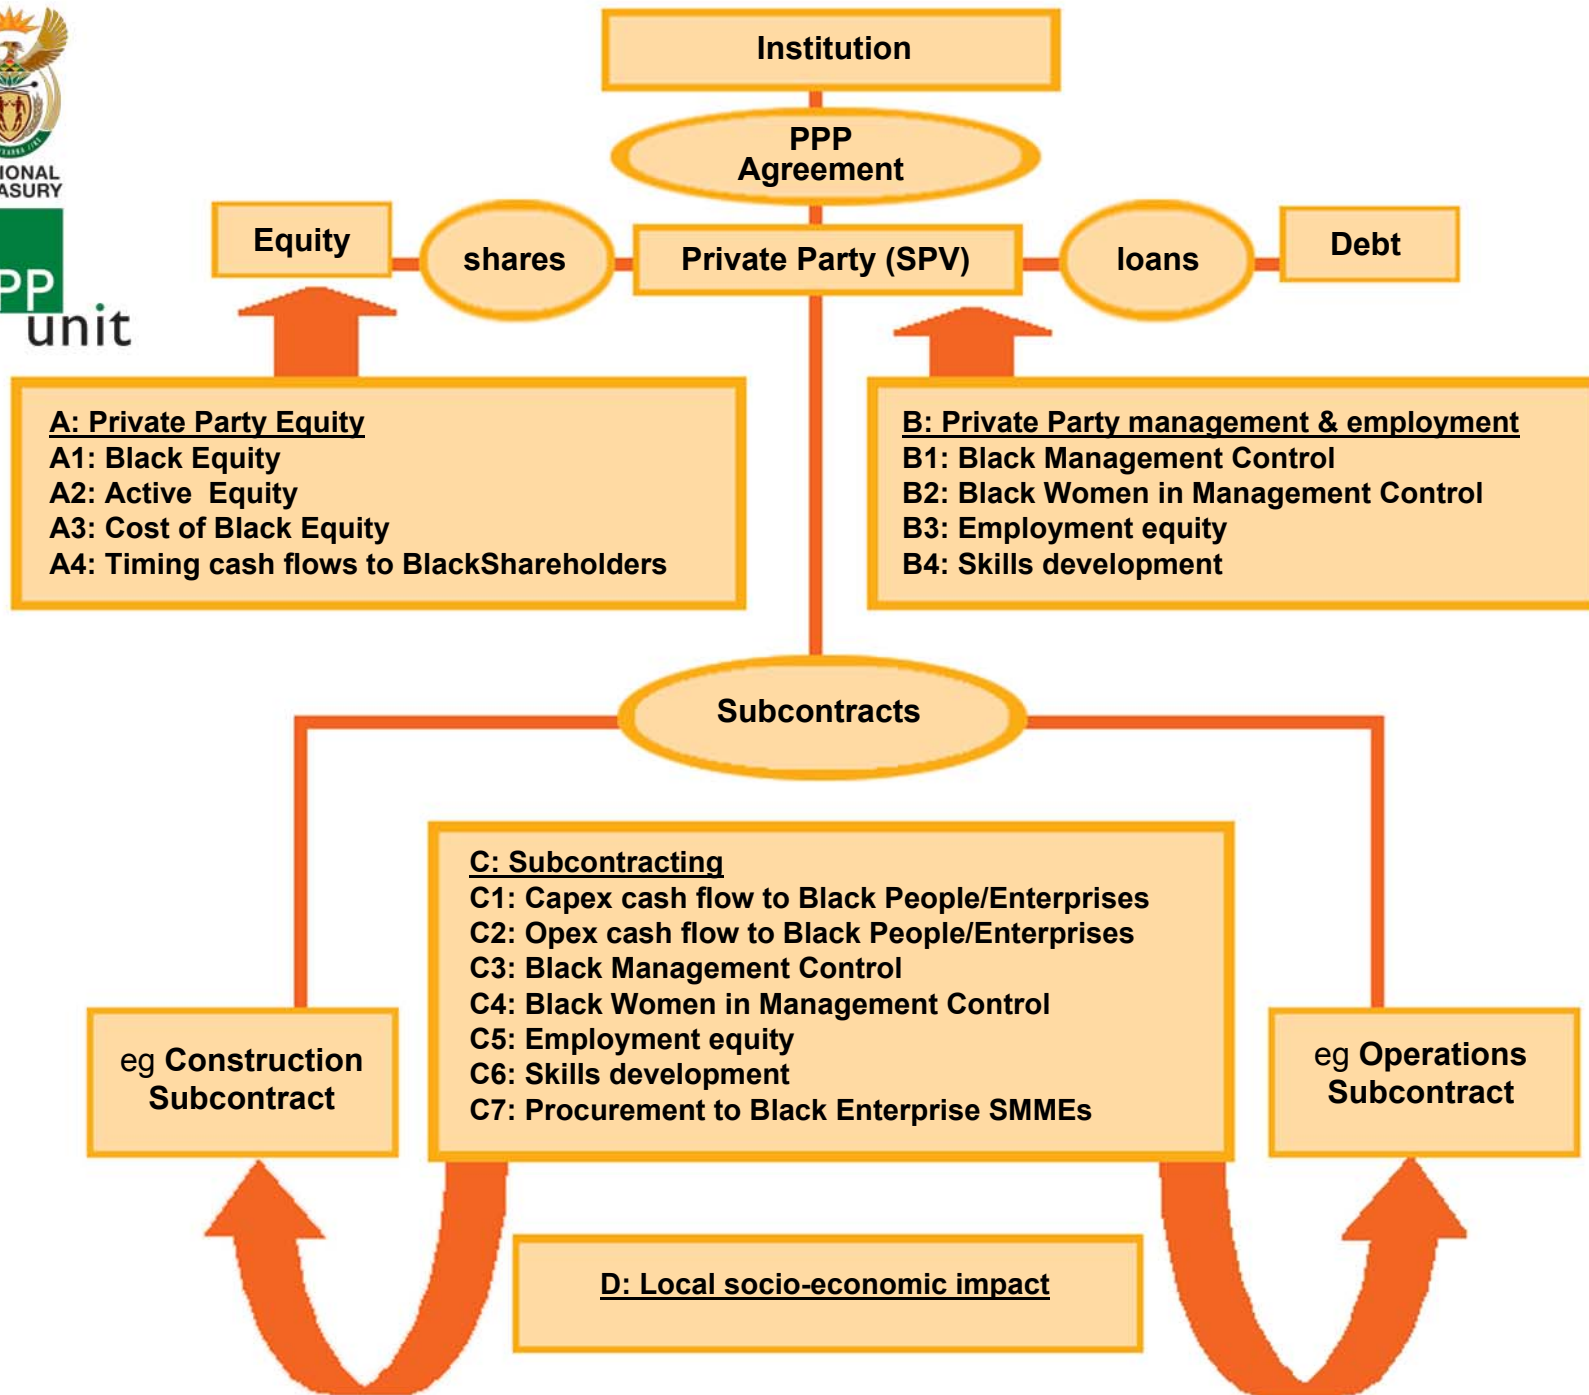 IONAL
ASURY
PP
unit
Institution
PPP
Agreement
Equity
shares
Private Party (SPV)
loans
Debt
A: Private Party Equity
A1: Black Equity
A2: Active  Equity
A3: Cost of Black Equity
A4: Timing cash flows to BlackShareholders
B: Private Party management & employment
B1: Black Management Control
B2: Black Women in Management Control
B3: Employment equity
B4: Skills development
Subcontracts
C: Subcontracting
C1: Capex cash flow to Black People/Enterprises
C2: Opex cash flow to Black People/Enterprises
C3: Black Management Control
C4: Black Women in Management Control
C5: Employment equity
C6: Skills development
C7: Procurement to Black Enterprise SMMEs
eg Construction
Subcontract
eg Operations
Subcontract
D: Local socio-economic impact